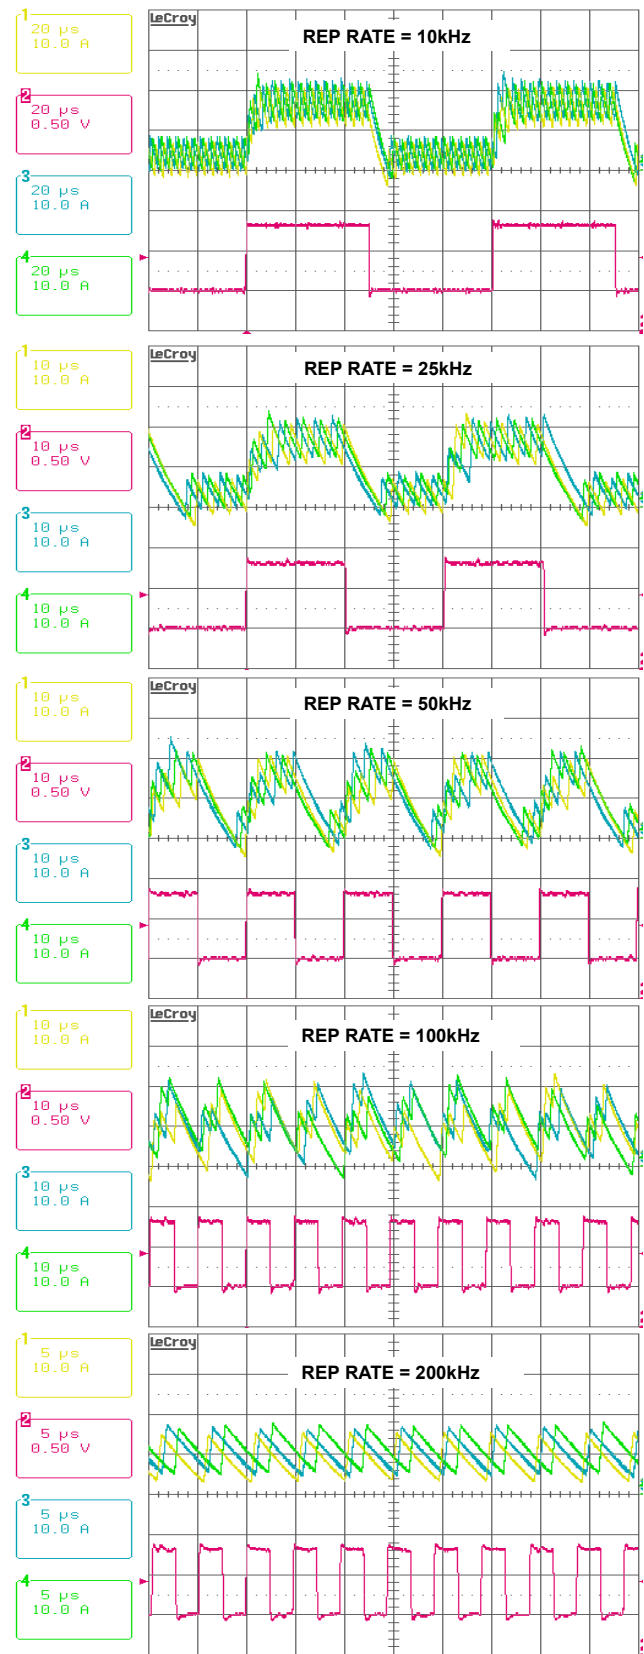 1
20 µs
10.0 A
2
20 µs
0.50 V
3
20 µs
10.0 A
4
20 µs
10.0 A
LeCroy
REP RATE = 10kHz
1
10 µs
10.0 A
2
10 µs
0.50 V
3
10 µs
10.0 A
4
10 µs
10.0 A
LeCroy
REP RATE = 25kHz
1
10 µs
10.0 A
2
10 µs
0.50 V
3
10 µs
10.0 A
4
10 µs
10.0 A
LeCroy
REP RATE = 50kHz
1
10 µs
10.0 A
2
10 µs
0.50 V
3
10 µs
10.0 A
4
10 µs
10.0 A
LeCroy
REP RATE = 100kHz
1
5 µs
10.0 A
2
5 µs
0.50 V
3
5 µs
10.0 A
4
5 µs
10.0 A
LeCroy
REP RATE = 200kHz